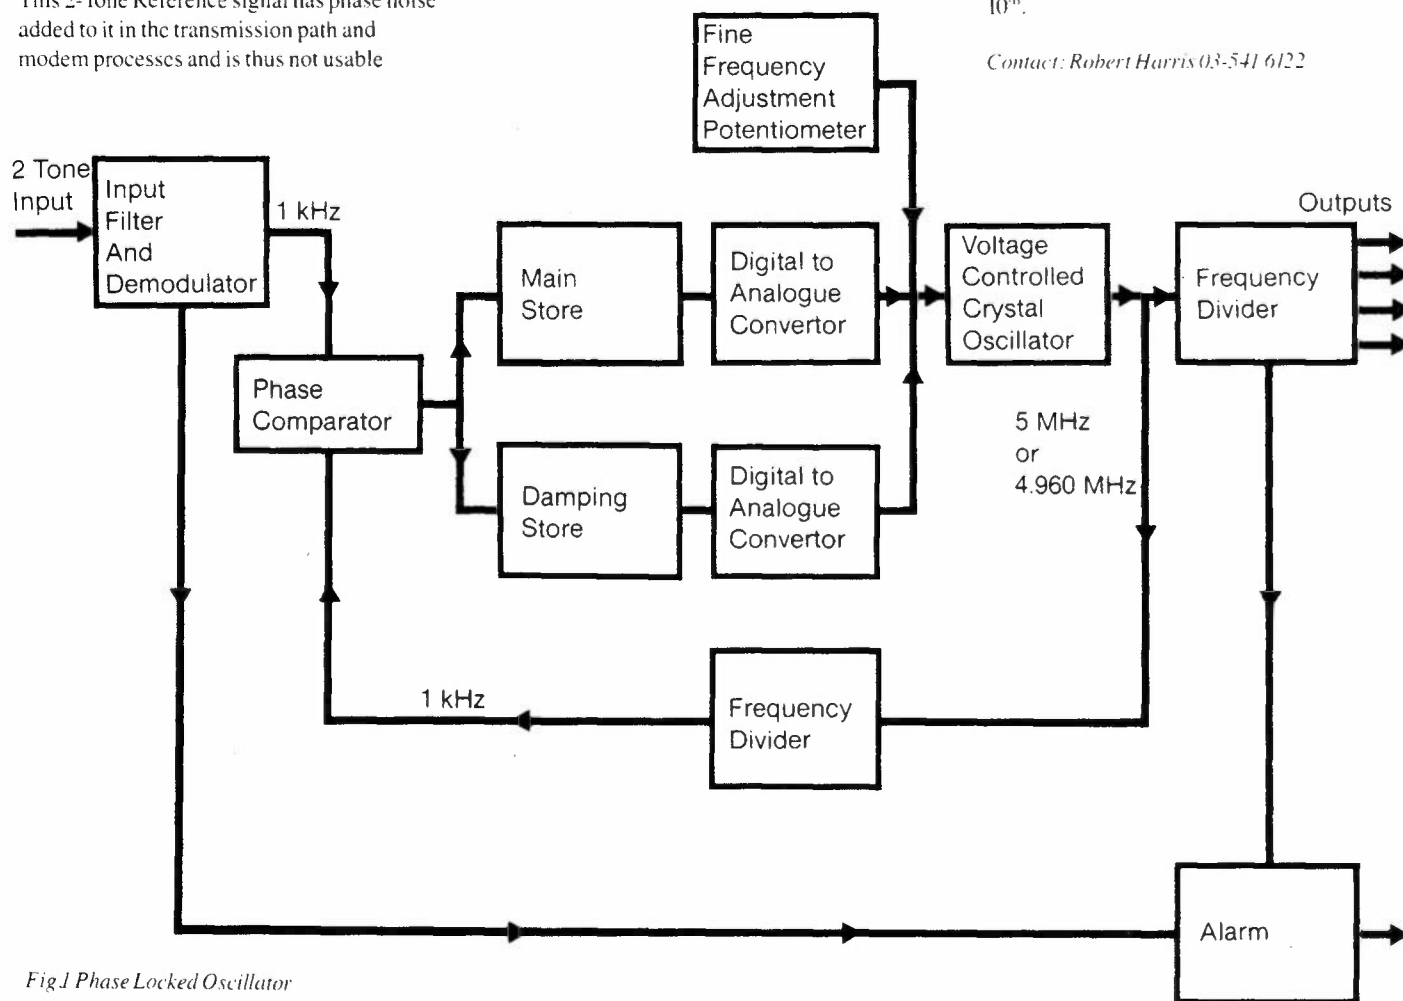 This 2-Tone Reference signal has phase noise
added to it in the transmission path and
modem processes and is thus not usable
Contact: Robert Harris 03-541 6122
Fine
Frequency
Adjustment
Potentiometer
2 Tone
Input
Input
Filter
And
Demodulator
1 kHz
Main
Store
Digital to
Analogue
Convertor
Voltage
Controlled
Crystal
Oscillator
Frequency
Divider
Outputs
Phase
Comparator
Damping
Store
Digital to
Analogue
Convertor
5 MHz
or
4.960 MHz
1 kHz
Frequency
Divider
Alarm
Fig.1 Phase Locked Oscillator